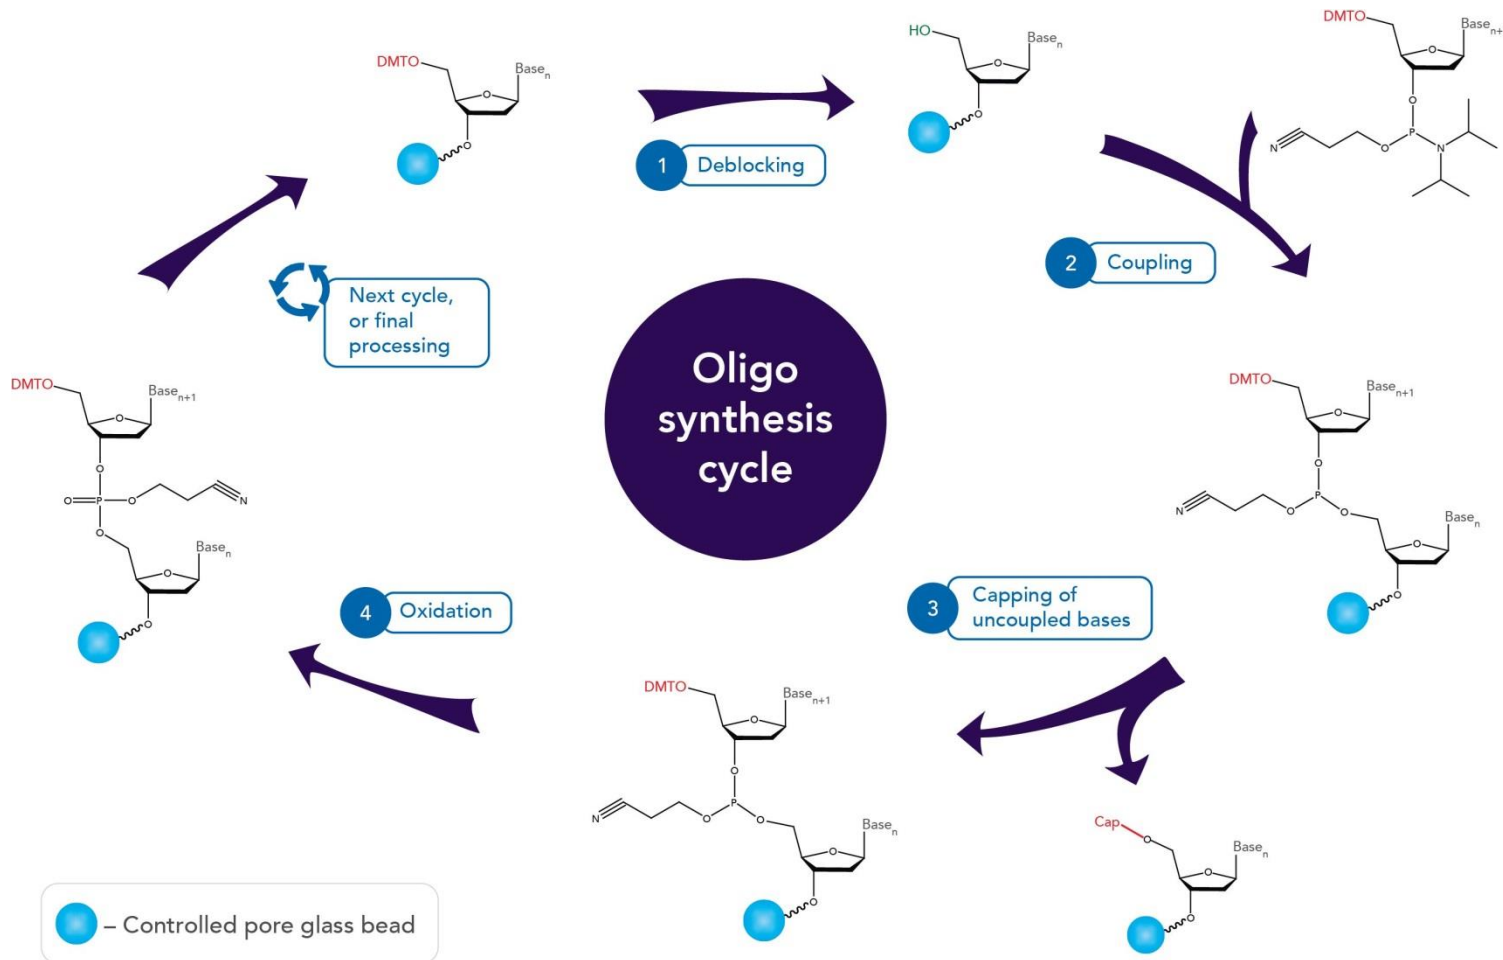 DMTO
Base n
O
O
1 Deblocking
HO
Base n
O
O
DMTO
Base n+
O
O
P
N
O
N
2 Coupling
Next cycle,
or final
processing
Oligo
synthesis
cycle
DMTO
Base n+1
O
O
N
O
P
O
Base n
O
O
3 Capping of
uncoupled bases
Cap
O
Base n
O
O
DMTO
Base n+1
O
O
N
O
P
O
Base n
O
O
4 Oxidation
DMTO
Base n+1
O
O
O
P
O
N
O
Base n
O
O
– Controlled pore glass bead